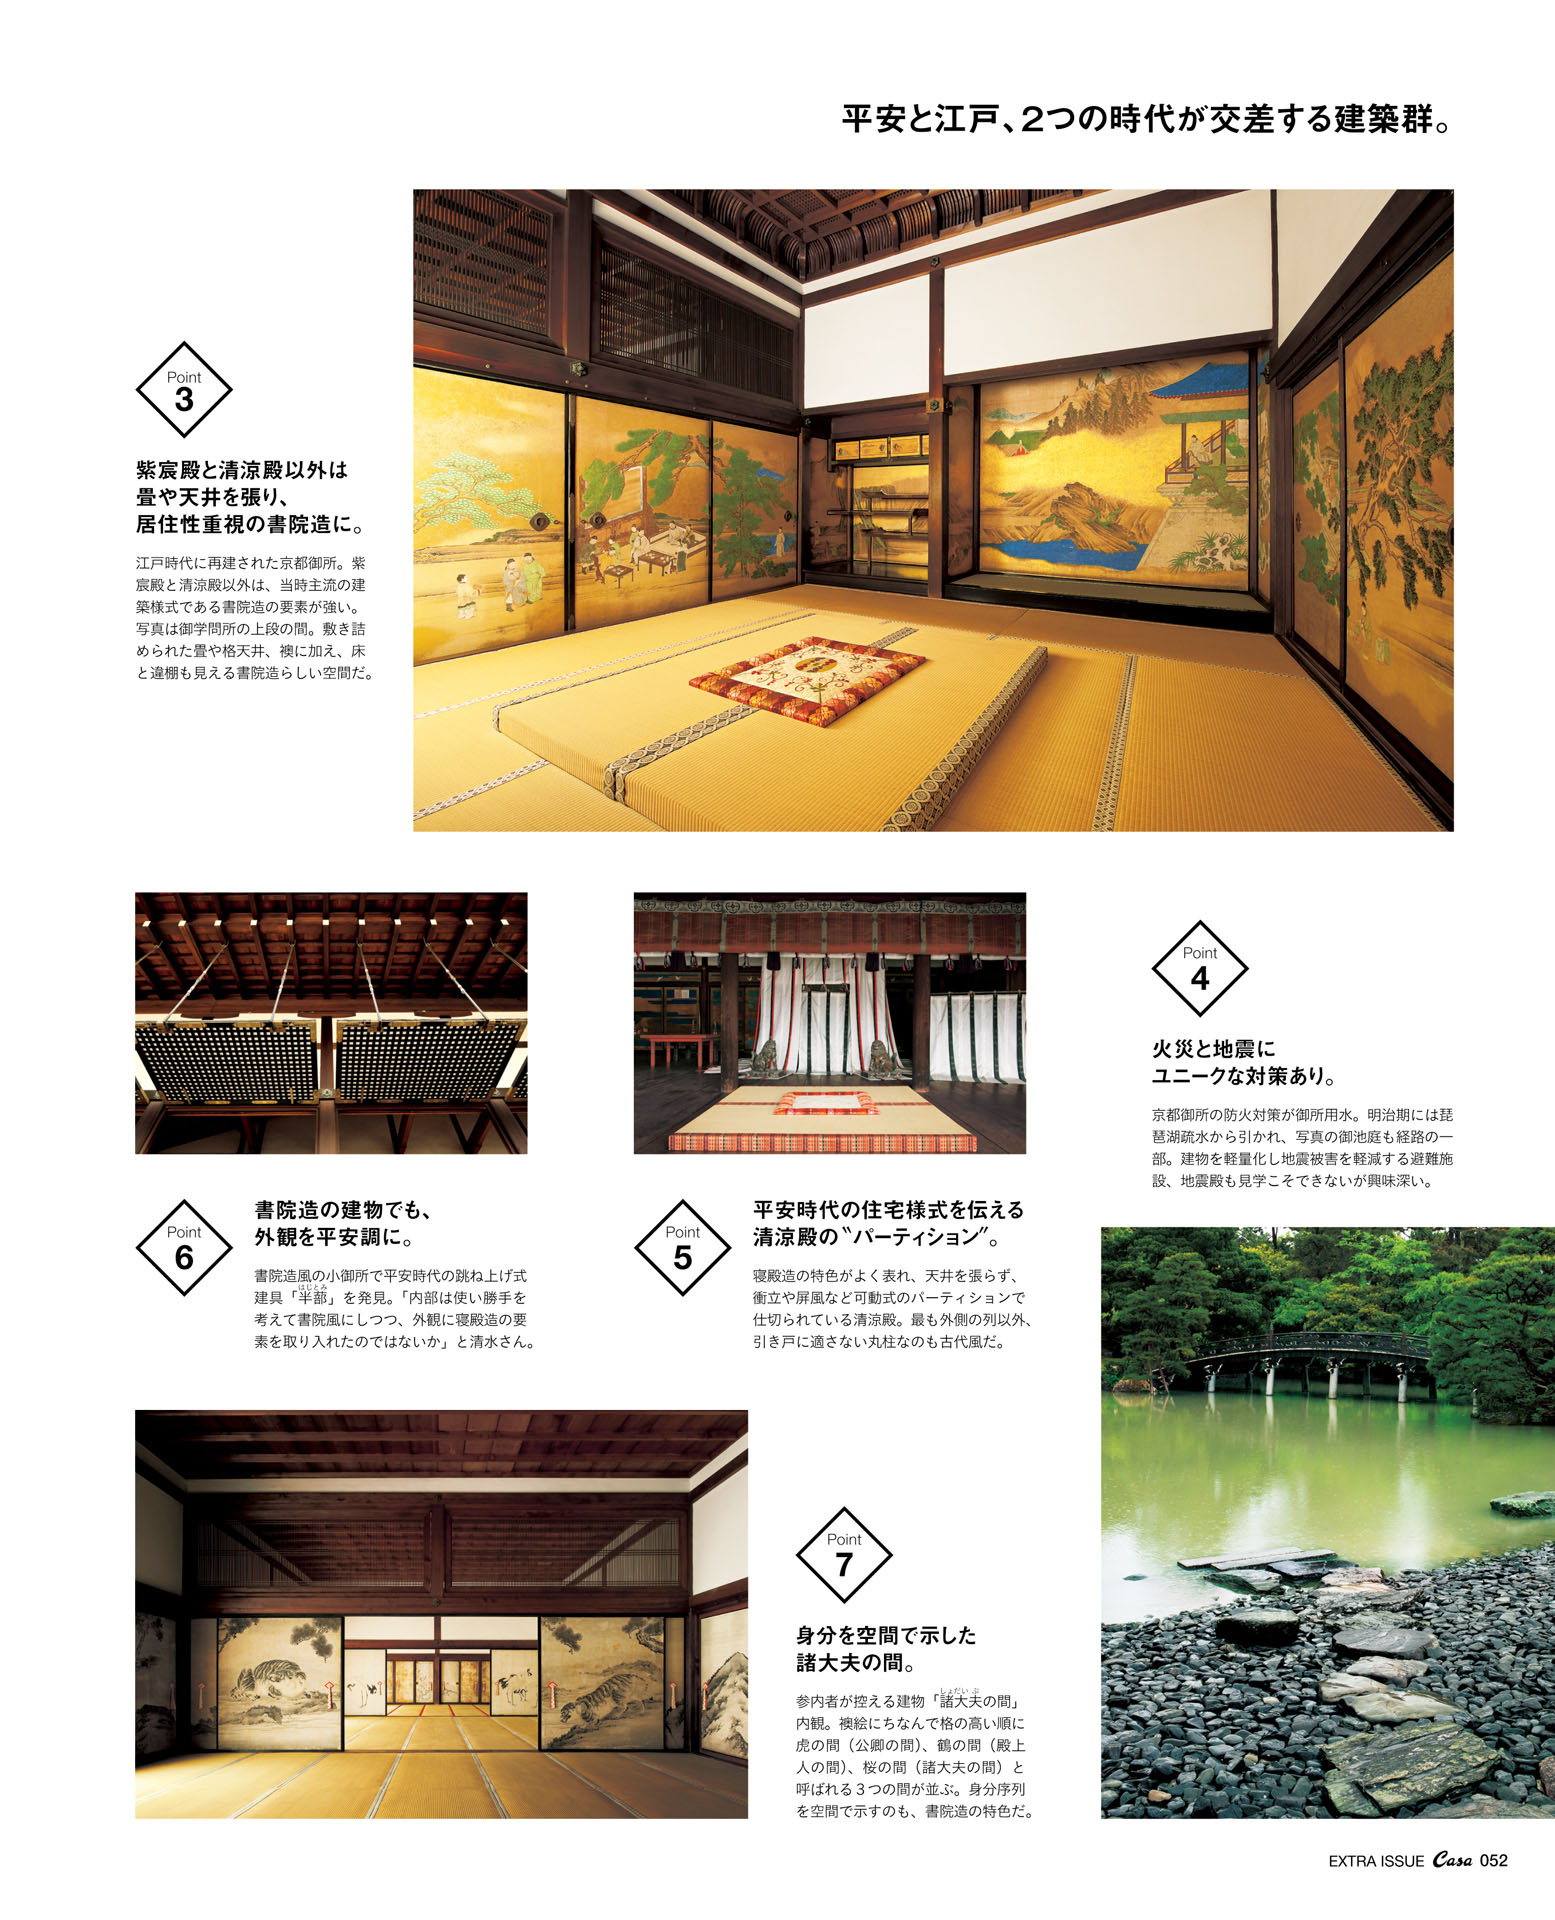 平安と江戸、2つの時代が交差する建築群。
Point
3
紫宸殿と清涼殿以外は
畳や天井を張り、
居住性重視の書院造に。
江戸時代に再建された京都御所。紫
宸殿と清涼殿以外は、当時主流の建
築様式である書院造の要素が強い。
写真は御学問所の上段の間。敷き詰
められた畳や格天井、襖に加え、床
と違棚も見える書院造らしい空間だ。
Point
4
火災と地震に
ユニークな対策あり。
京都御所の防火対策が御所用水。明治期には琵
琶湖疏水から引かれ、写真の御池庭も経路の一
部。建物を軽量化し地震被害を軽減する避難施
設、地震殿も見学こそできないが興味深い。
Point
5
平安時代の住宅様式を伝える
清涼殿の〝パーティション〟。
寝殿造の特色がよく表れ、天井を張らず、
衝立や屏風など可動式のパーティションで
仕切られている清涼殿。最も外側の列以外、
引き戸に適さない丸柱なのも古代風だ。
Point
6
書院造の建物でも、
外観を平安調に。
書院造風の小御所で平安時代の跳ね上げ式
はじとみ
建具「半蔀」を発見。「内部は使い勝手を
考えて書院風にしつつ、外観に寝殿造の要
素を取り入れたのではないか」と清水さん。
Point
7
身分を空間で示した
諸大夫の間。
しょだいぶ
参内者が控える建物「諸大夫の間」
内観。襖絵にちなんで格の高い順に
虎の間（公卿の間）、鶴の間（殿上
人の間）、桜の間（諸大夫の間）と
呼ばれる3つの間が並ぶ。身分序列
を空間で示すのも、書院造の特色だ。
EXTRA ISSUE Casa 052